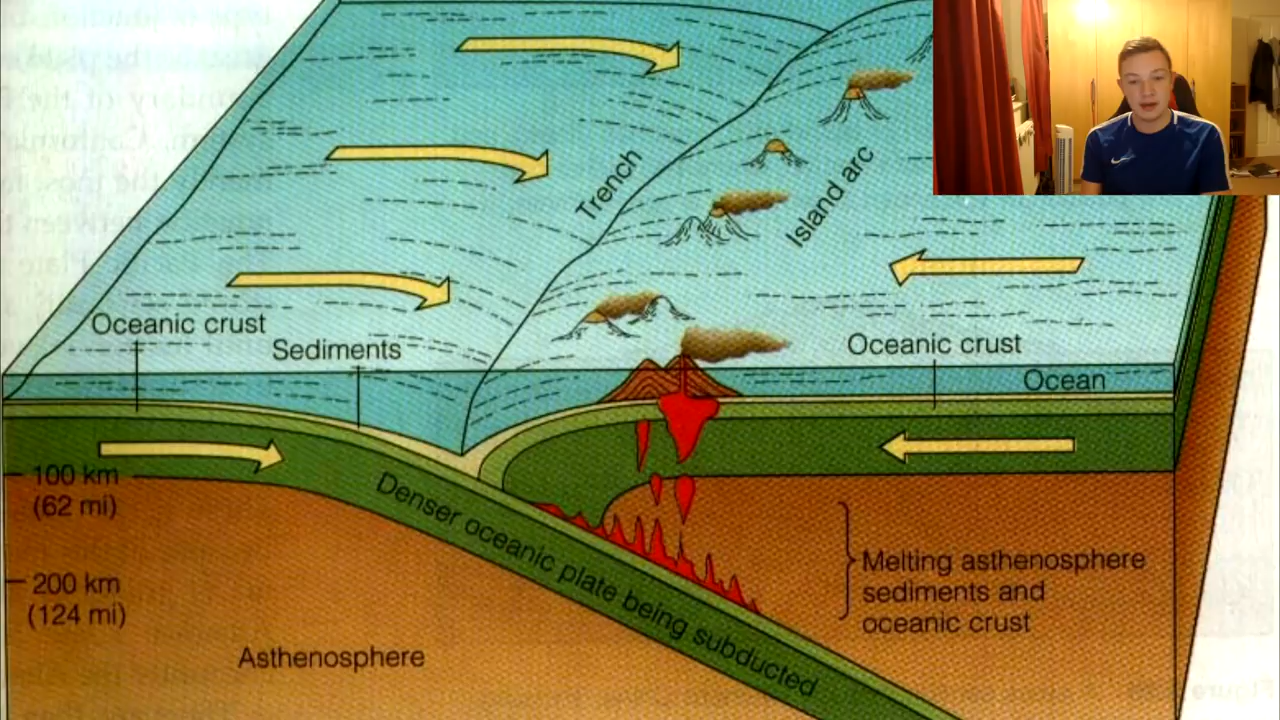 Trench
Island arc
Oceanic crust
Sediments
Oceanic crust
Ocean
100 km
(62 mi)
Denser oceanic plate being subducted
200 km
(124 mi)
Melting asthenosphere
sediments and
oceanic crust
Asthenosphere